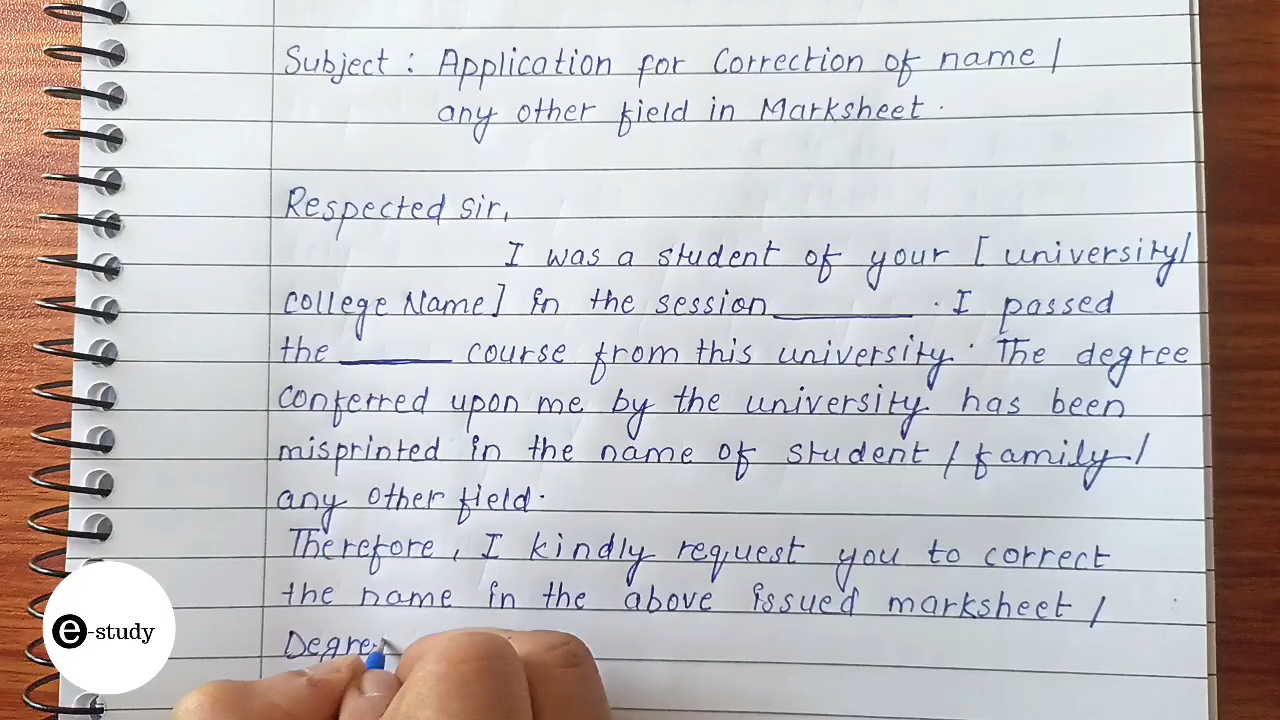 Subject : Application for Correction of name /
any other field in Marksheet .
Respected sir,
I was a student of your [ university/
college Name ] in the session ________ . I passed
the ________ course from this university . The degree
conferred upon me by the university has been
misprinted in the name of student / family /
any other field .
Therefore , I kindly request you to correct
the name in the above issued marksheet /
Degre
e-study